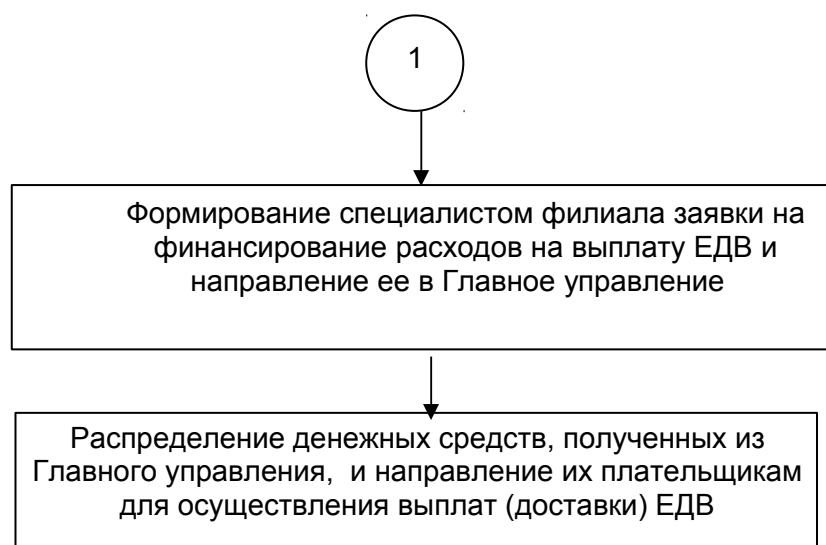 1
Формирование специалистом филиала заявки на
финансирование расходов на выплату ЕДВ и
направление ее в Главное управление
Распределение денежных средств, полученных из
Главного управления, и направление их плательщикам
для осуществления выплат (доставки) ЕДВ